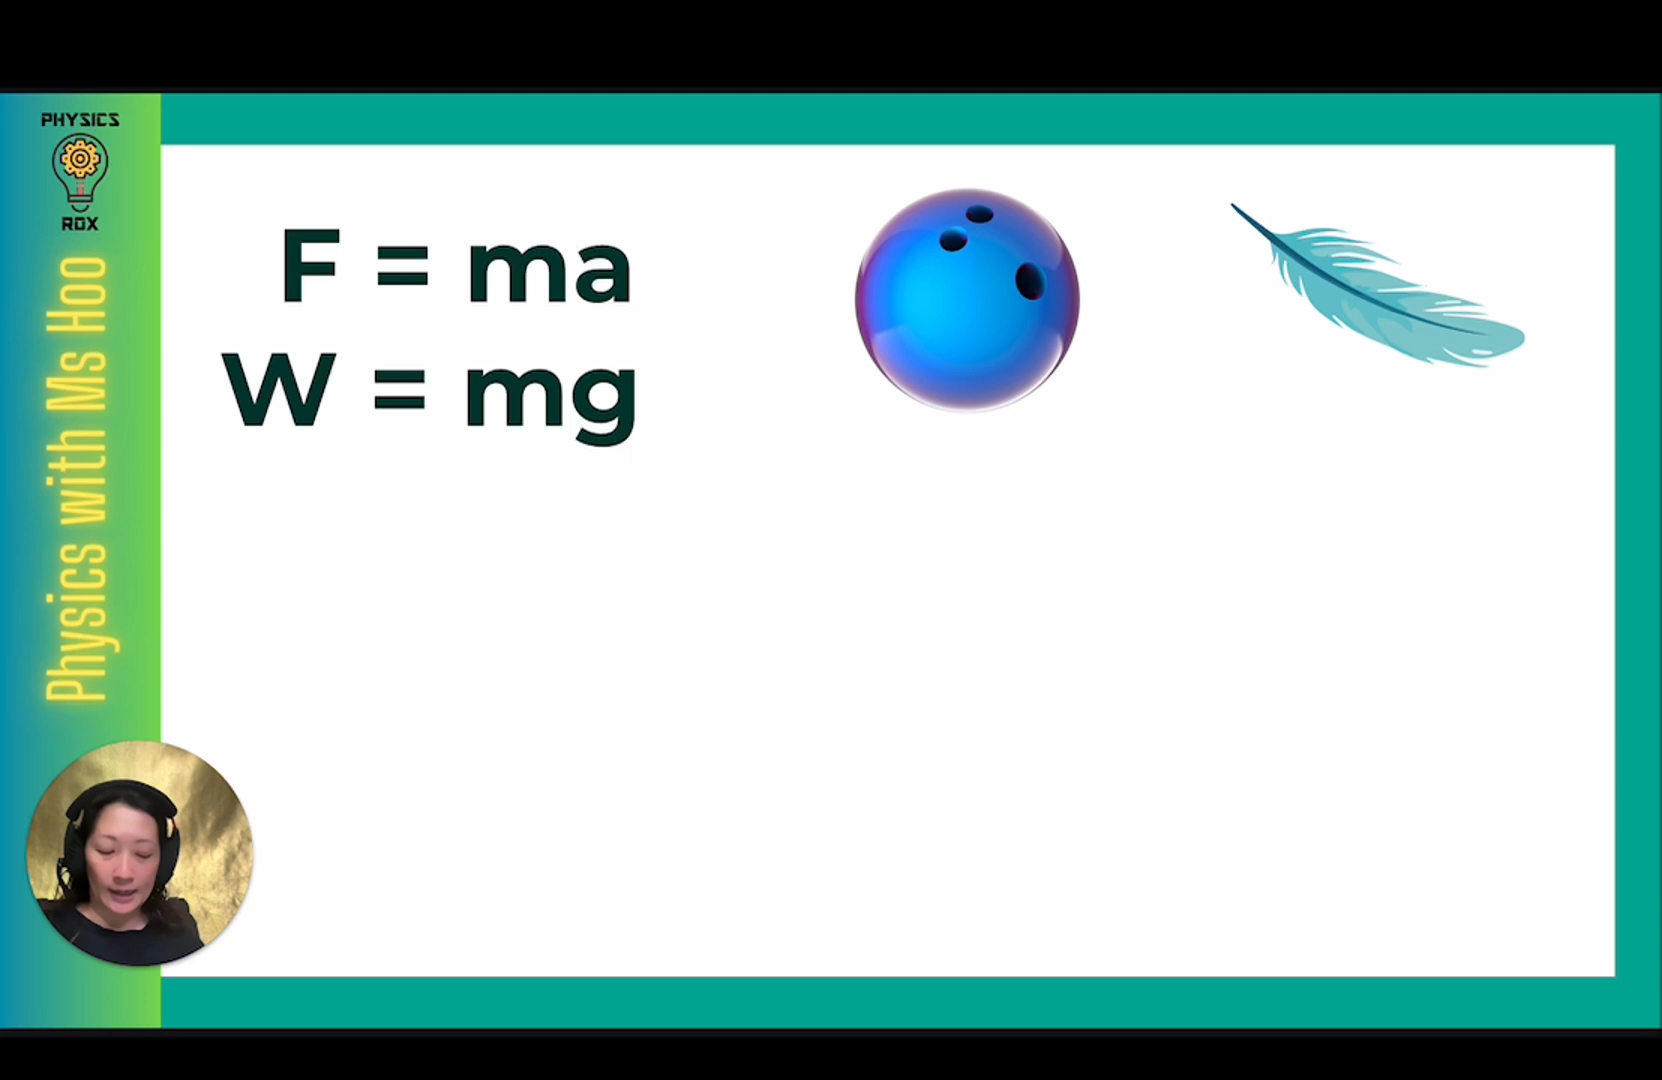 PHYSICS
ROX
Physics with Ms Hoo
F = ma
W = mg